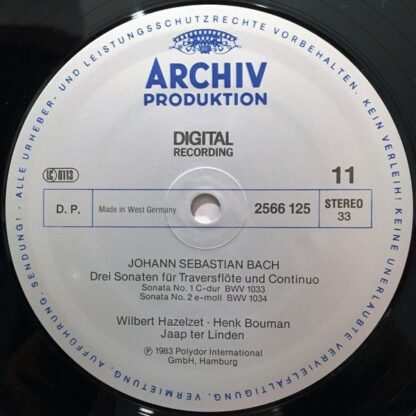 ALLE URHEBER- UND LEISTUNGSSCHUTZRECHTE VORBEHALTEN. KEIN VERLEIH! KEINE UNERLAUBTE VERVIELFÄLTIGUNG, VERMIETUNG, AUFFÜHRUNG, SENDUNG!
ARCHIV
PRODUKTION
DIGITAL
RECORDING
LC 0113
11
D. P.
Made in West Germany
2566 125
STEREO
33
JOHANN SEBASTIAN BACH
Drei Sonaten für Traversflöte und Continuo
Sonata No. 1 C-dur BWV 1033
Sonata No. 2 e-moll BWV 1034
Wilbert Hazelzet · Henk Bouman
Jaap ter Linden
℗ 1983 Polydor International
GmbH, Hamburg